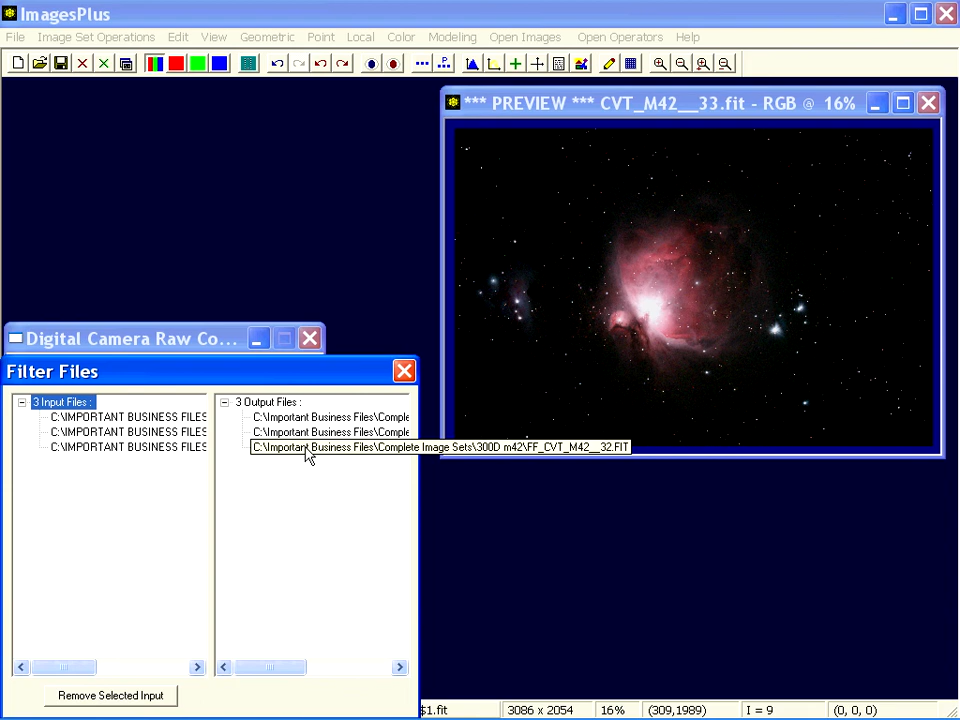 ImagesPlus
File Image Set Operations Edit View Geometric Point Local Color Modeling Open Images Open Operators Help
*** PREVIEW *** CVT_M42__33.fit - RGB @ 16%
Digital Camera Raw Co...
Filter Files
3 Input Files :
C:\IMPORTANT BUSINESS FILES
C:\IMPORTANT BUSINESS FILES
C:\IMPORTANT BUSINESS FILES
3 Output Files :
C:\Important Business Files\Comple
C:\Important Business Files\Comple
C:\Important Business Files\Complete Image Sets\300D m42\FF_CVT_M42__32.FIT
Remove Selected Input
$1.fit 3086 x 2054 16% (309,1989) I = 9 (0, 0, 0)